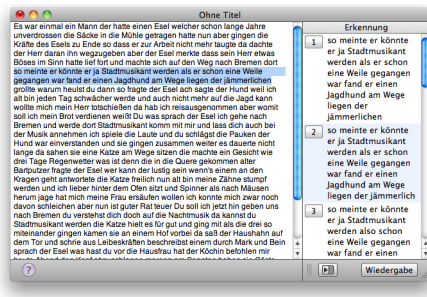 Ohne Titel
Es war einmal ein Mann der hatte einen Esel welcher schon lange Jahre
unverdrossen die Säcke in die Mühle getragen hatte nun aber gingen die
Kräfte des Esels zu Ende so dass er zur Arbeit nicht mehr taugte da dachte
der Herr daran ihn wegzugeben aber der Esel merkte dass sein Herr etwas
Böses im Sinn hatte lief fort und machte sich auf den Weg nach Bremen dort
so meinte er könnte er ja Stadtmusikant werden als er schon eine Weile
gegangen war fand er einen Jagdhund am Wege liegen der jämmerlichen
grollte warum heulst du dann so fragte der Esel ach sagte der Hund weil ich
alt bin jeden Tag schwächer werde und auch nicht mehr auf die Jagd kann
wollte mich mein Herr totschießen da hab ich reisausgenommen aber womit
soll ich mein Brot verdienen weißt Du was sprach der Esel ich gehe nach
Bremen und werde dort Stadtmusikant komm mit mir und lass dich auch bei
der Musik annehmen ich spiele die Laute und du schlägst die Pauken der
Hund war einverstanden und sie gingen zusammen weiter es dauerte nicht
lange da sahen sie eine Katze am Wege sitzen die machte ein Gesicht wie
drei Tage Regenwetter was ist denn die in die Quere gekommen alter
Bartputzer fragte der Esel wer kann der lustig sein wenn's einem an den
Kragen geht antwortete die Katze freilich nun alt bin meine Zähne stumpf
werden und ich lieber hinter dem Ofen sitzt und Spinner als nach Mäusen
herum jage hat mich meine Frau ersäufen wollen ich konnte mich zwar noch
davon schleichen aber nun ist guter Rat teuer Du soll ich jetzt hin geben uns
nach Bremen du verstehst dich doch auf die Nachtmusik da kannst du
Stadtmusikant werden die Katze hielt es für gut und ging mit als die drei so
miteinander gingen kamen sie an einem Hof vorbei da saß der Haushahn auf
dem Tor und schrie aus Leibeskräften beschreibst einem durch Mark und Bein
sprach der Esel was hast du vor die Hausfrau hat der Köchin befohlen mir
Erkennung
1 so meinte er könnte
er ja Stadtmusikant
werden als er schon
eine Weile gegangen
war fand er einen
Jagdhund am Wege
liegen der
jämmerlichen
2 so meinte er könnte
er ja Stadtmusikant
werden als er schon
eine Weile gegangen
war fand er einen
Jagdhund am Wege
liegen der jämmerlich
3 so meinte er könnte
er ja Stadtmusikant
werden also schon
eine Weile gegangen
war fand er einen
?
Wiedergabe